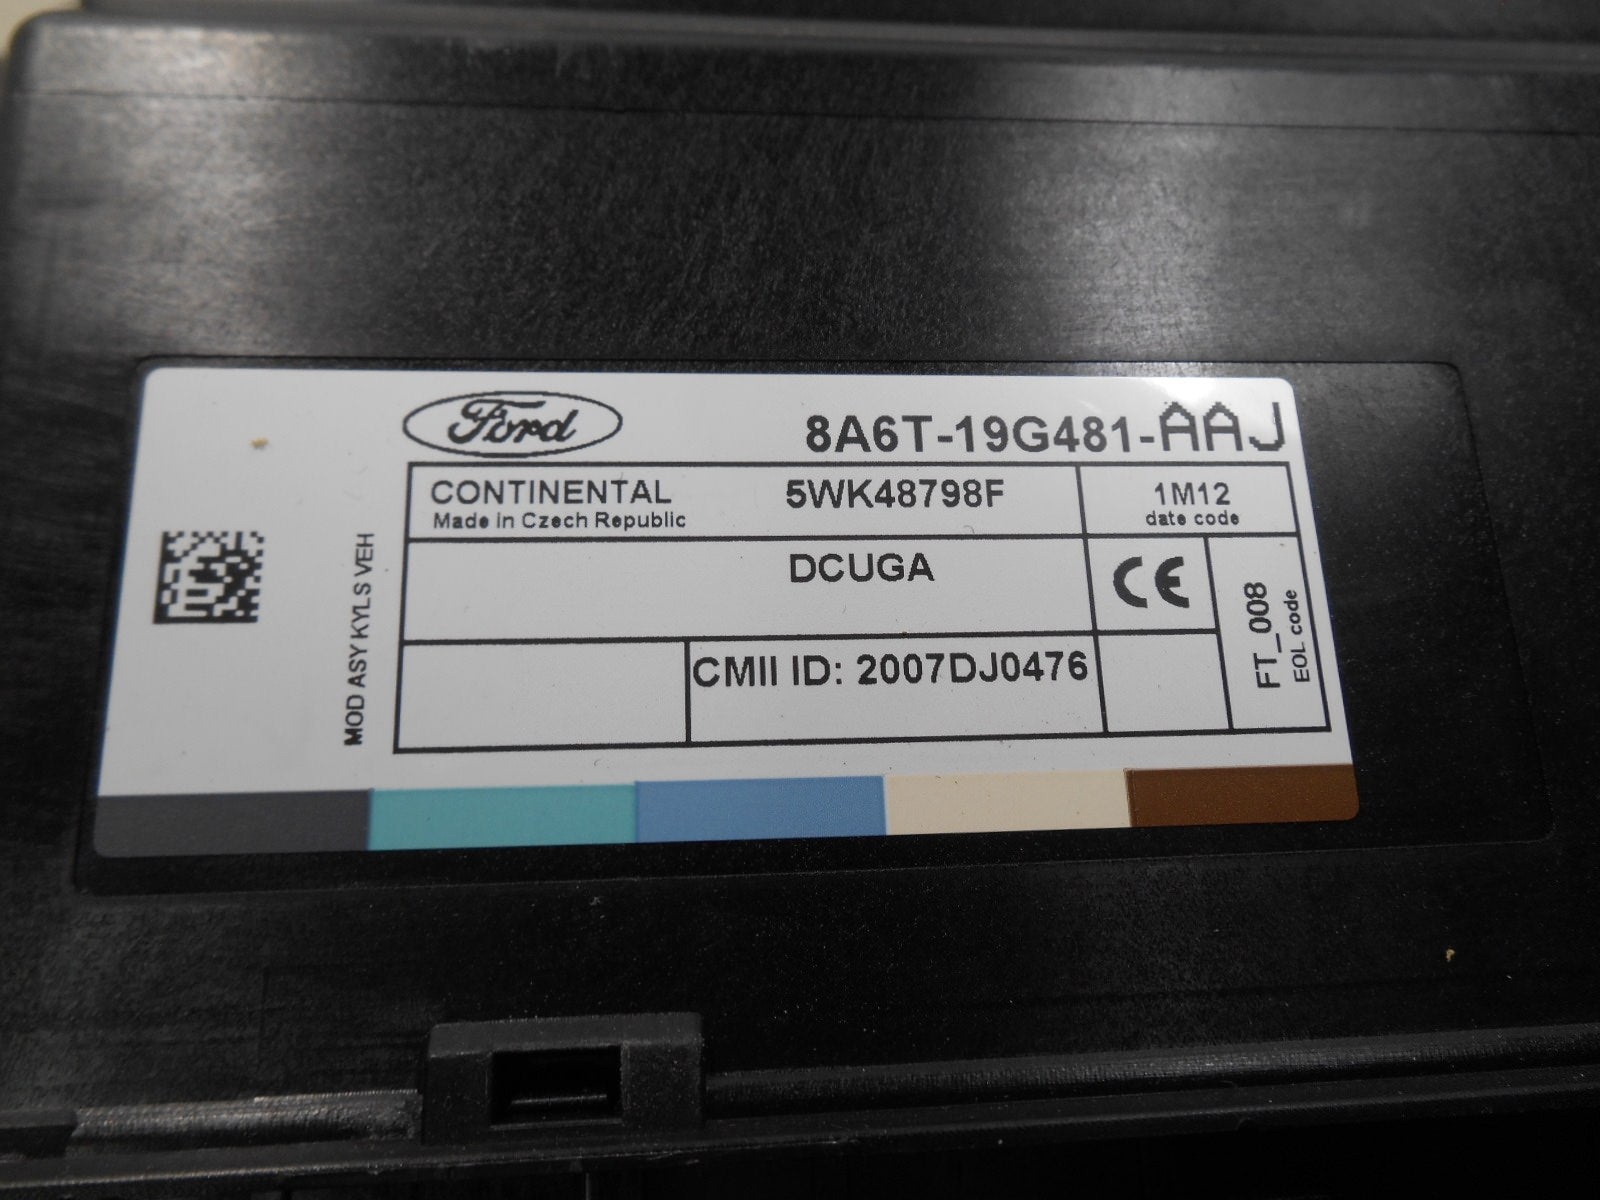 Ford
8A6T-19G481-AAJ
CONTINENTAL 5WK48798F 1M12
Made in Czech Republic date code
DCUGA CE
CMII ID: 2007DJ0476
FT_008
EOL code
MOD ASY KYLS VEH